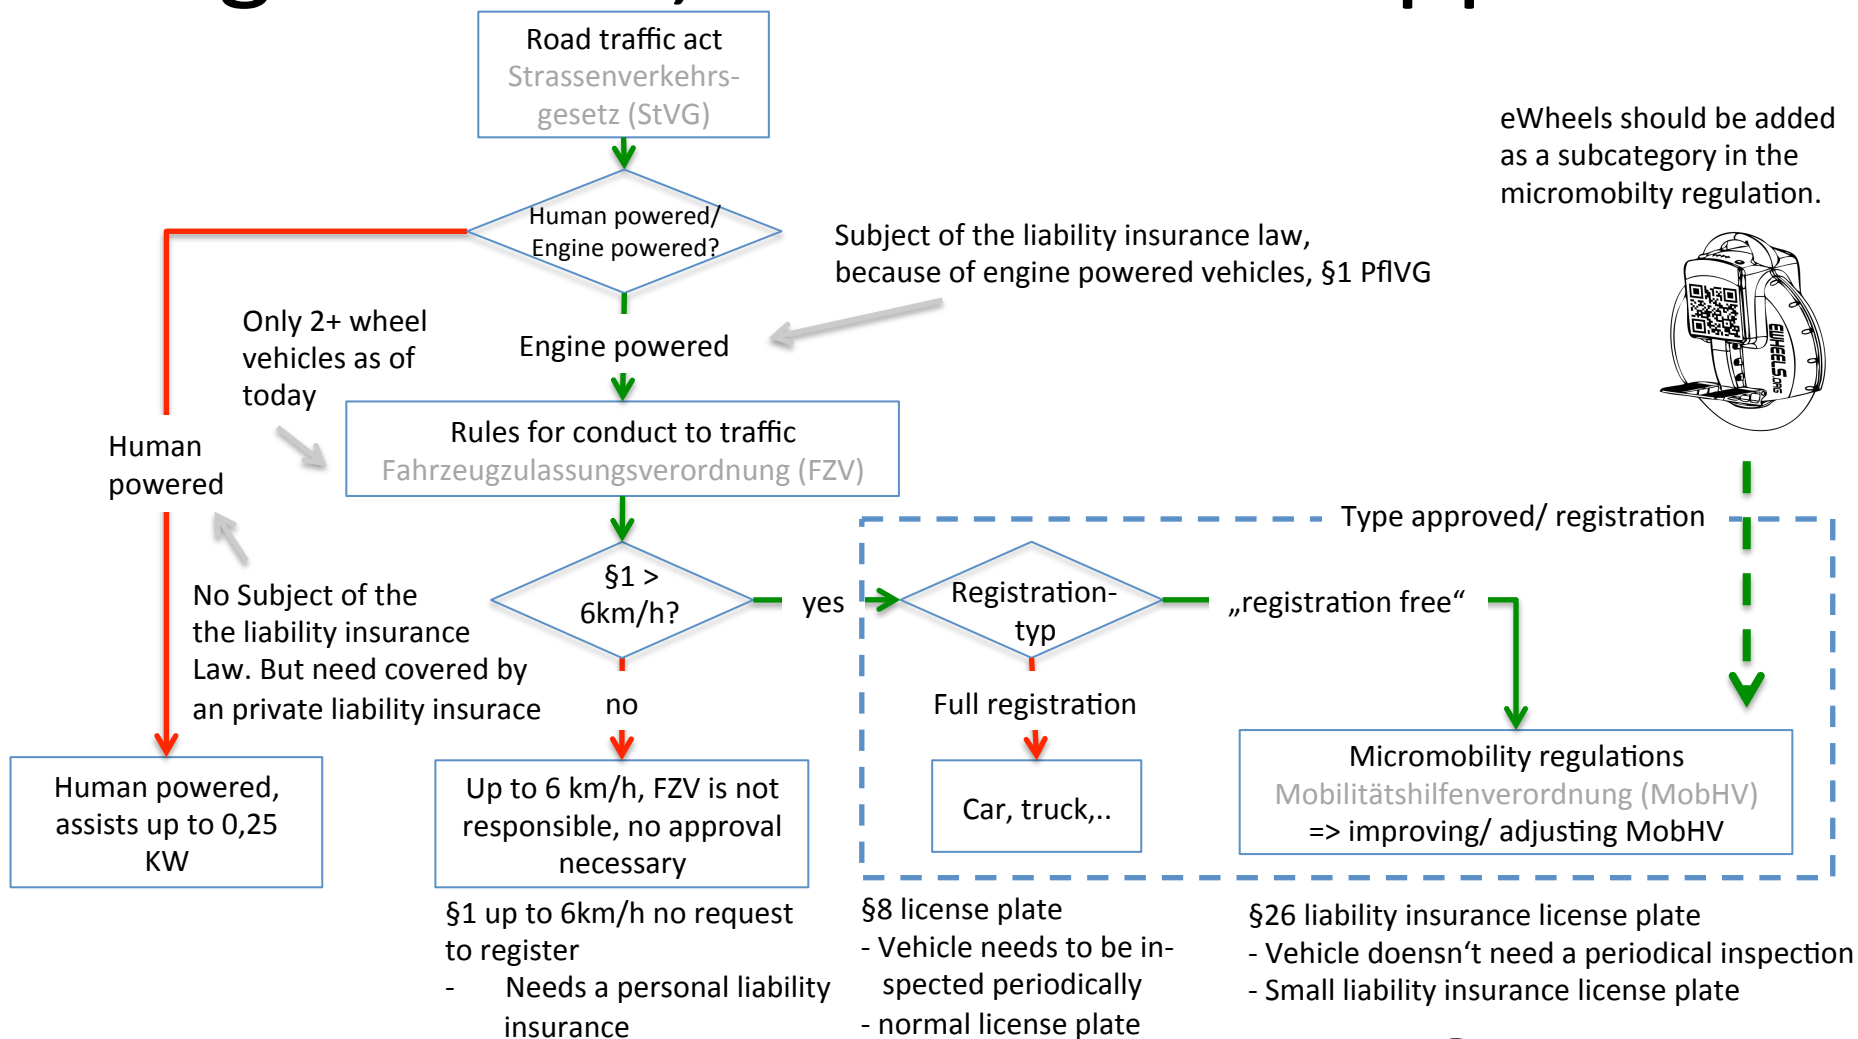 Road traffic act
Strassenverkehrs-
gesetz (StVG)
eWheels should be added
as a subcategory in the
micromobilty regulation.
Human powered/
Engine powered?
Subject of the liability insurance law,
because of engine powered vehicles, §1 PflVG
Only 2+ wheel
vehicles as of
today
Engine powered
EWHEELS.ORG
Human
powered
Rules for conduct to traffic
Fahrzeugzulassungsverordnung (FZV)
Type approved/ registration
No Subject of the
the liability insurance
Law. But need covered by
an private liability insurace
§1 >
6km/h?
yes
Registration-
typ
„registration free“
no
Full registration
Human powered,
assists up to 0,25
KW
Up to 6 km/h, FZV is not
responsible, no approval
necessary
Car, truck,..
Micromobility regulations
Mobilitätshilfenverordnung (MobHV)
=> improving/ adjusting MobHV
§1 up to 6km/h no request
to register
- Needs a personal liability
insurance
§8 license plate
- Vehicle needs to be in-
spected periodically
- normal license plate
§26 liability insurance license plate
- Vehicle doensn‘t need a periodical inspection
- Small liability insurance license plate